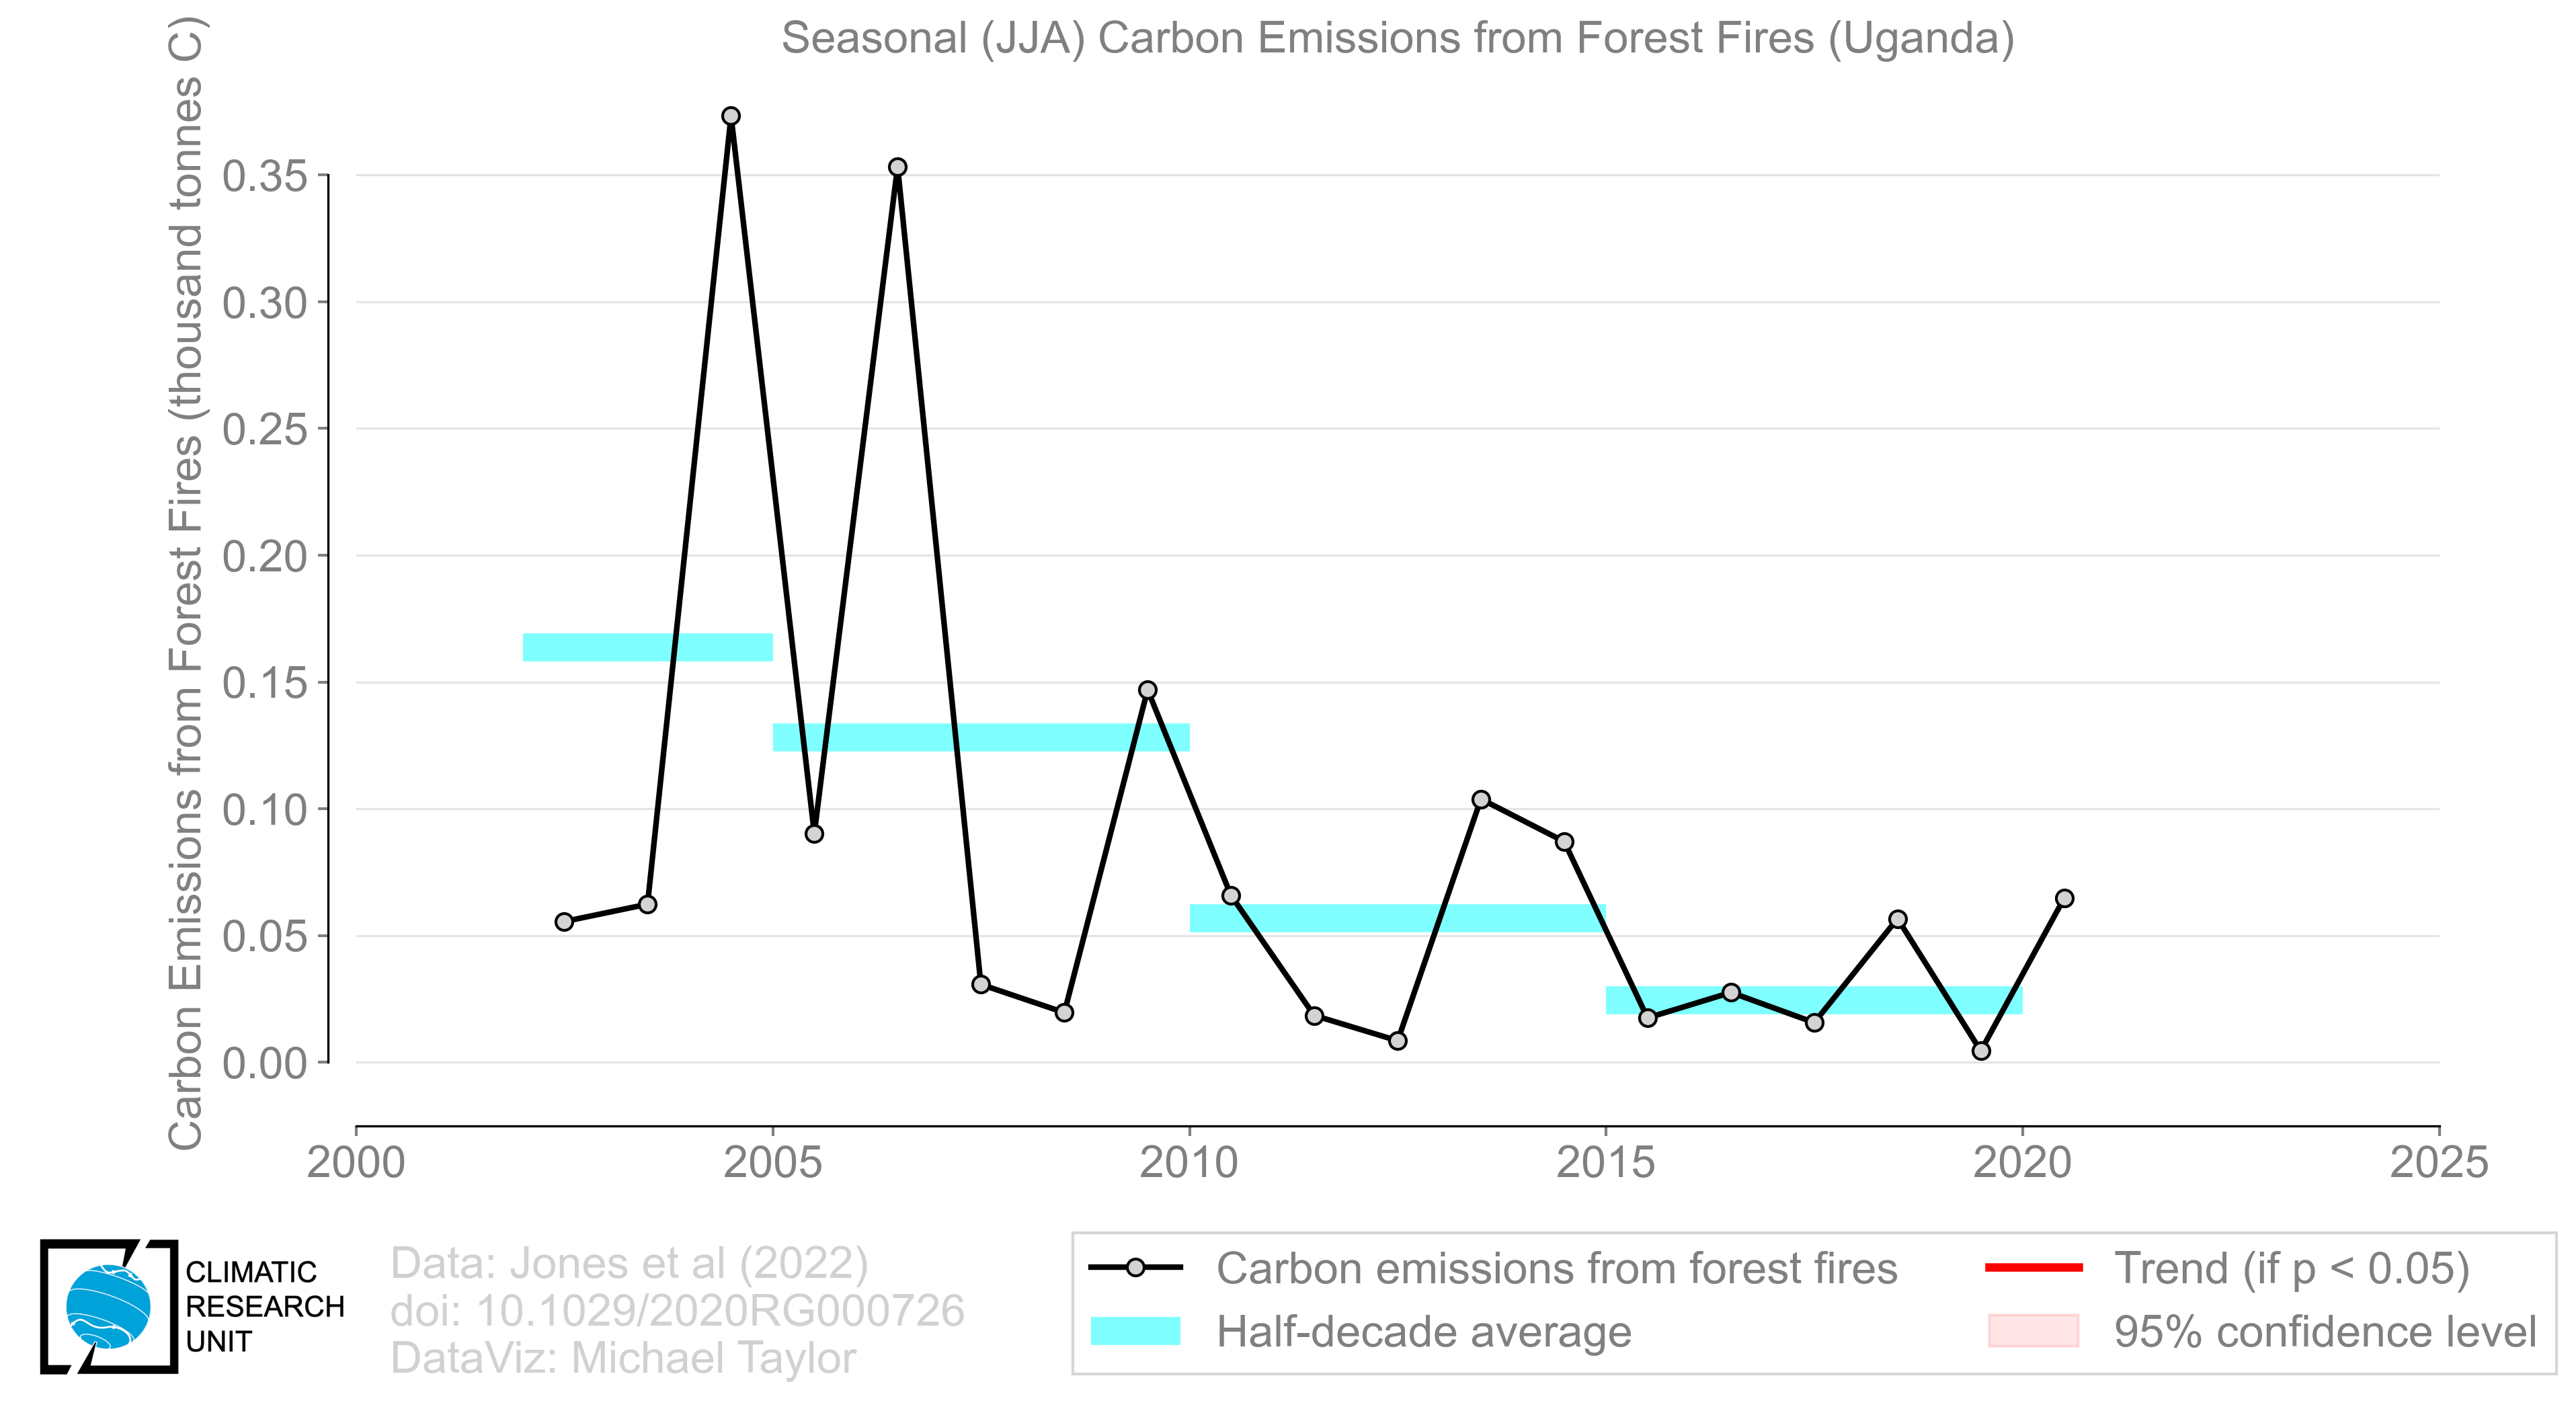 Seasonal (JJA) Carbon Emissions from Forest Fires (Uganda)
Carbon Emissions from Forest Fires (thousand tonnes C)
0.35
0.30
0.25
0.20
0.15
0.10
0.05
0.00
2000
2005
2010
2015
2020
2025
CLIMATIC
RESEARCH
UNIT
Data: Jones et al (2022)
doi: 10.1029/2020RG000726
DataViz: Michael Taylor
Carbon emissions from forest fires
Half-decade average
Trend (if p < 0.05)
95% confidence level